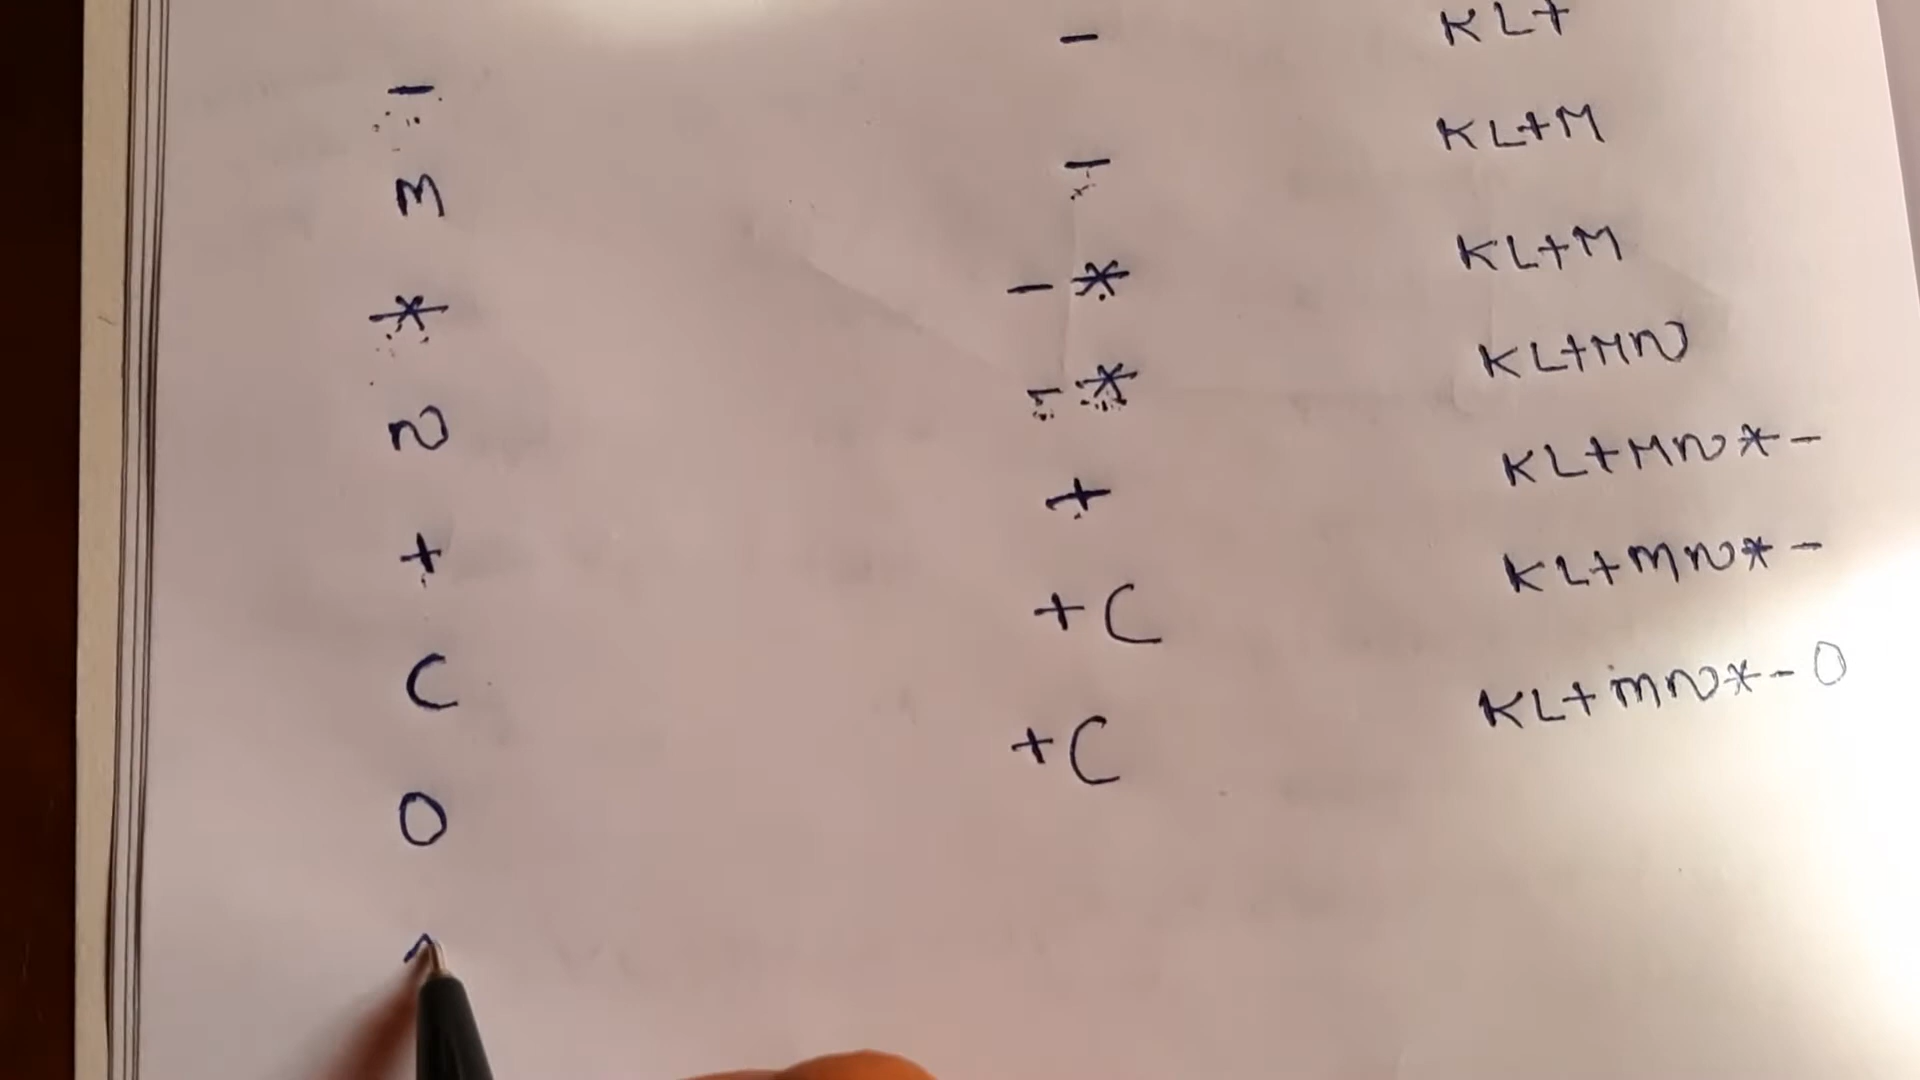 - - KL+
M - KL+M
* - * KL+M
N - * KL+MN
+ + KL+MN*-
( +( KL+MN*-
O +( KL+MN*-O
^